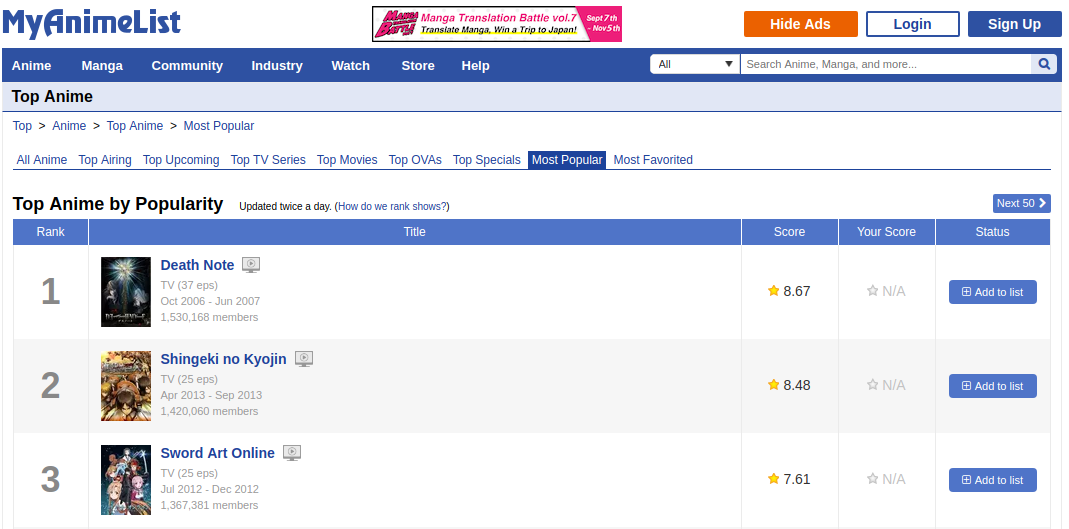 MyAnimeList
MANGA TRANSLATION BATTLE
Manga Translation Battle vol.7
Translate Manga, Win a Trip to Japan!
Sept 7th
- Nov 5th
Hide Ads
Login
Sign Up
Anime Manga Community Industry Watch Store Help
All
Search Anime, Manga, and more...
Top Anime
Top > Anime > Top Anime > Most Popular
All Anime Top Airing Top Upcoming Top TV Series Top Movies Top OVAs Top Specials Most Popular Most Favorited
Top Anime by Popularity Updated twice a day. (How do we rank shows?)
Next 50
Rank Title Score Your Score Status
1
Death Note
TV (37 eps)
Oct 2006 - Jun 2007
1,530,168 members
8.67
N/A
Add to list
2
Shingeki no Kyojin
TV (25 eps)
Apr 2013 - Sep 2013
1,420,060 members
8.48
N/A
Add to list
3
Sword Art Online
TV (25 eps)
Jul 2012 - Dec 2012
1,367,381 members
7.61
N/A
Add to list